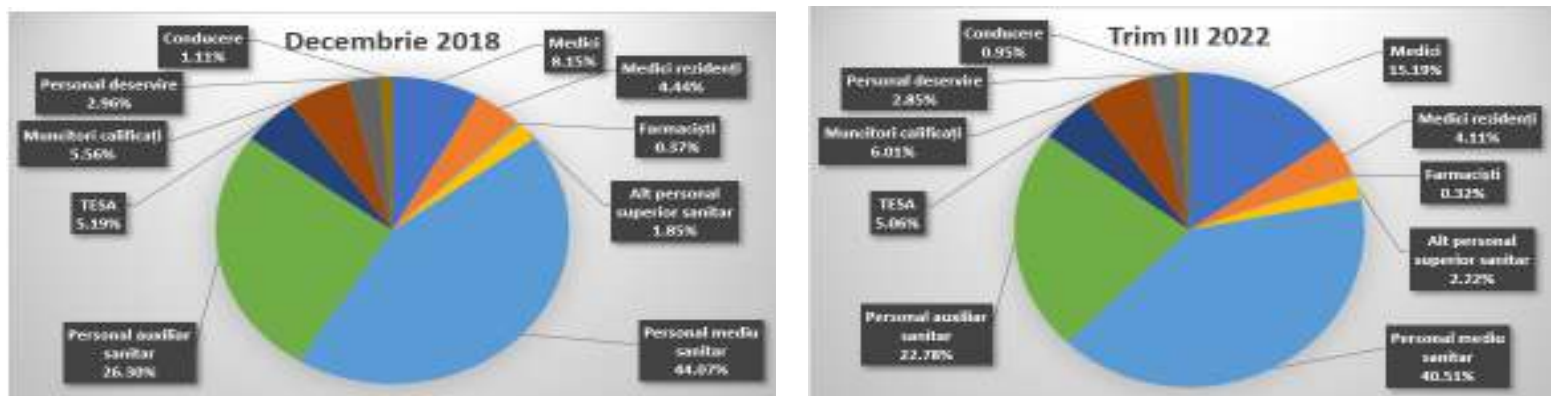 Decembrie 2018
Conducere
1.11%
Medici
8.15%
Medici rezidenți
4.44%
Farmaciști
0.37%
Alt personal
superior sanitar
1.85%
Personal mediu
sanitar
44.07%
Personal auxiliar
sanitar
26.30%
TESA
5.19%
Muncitori calificați
5.56%
Personal deservire
2.96%
Trim III 2022
Conducere
0.95%
Medici
15.19%
Medici rezidenți
4.11%
Farmaciști
0.32%
Alt personal
superior sanitar
2.22%
Personal mediu
sanitar
40.51%
Personal auxiliar
sanitar
22.78%
TESA
5.06%
Muncitori calificați
6.01%
Personal deservire
2.85%